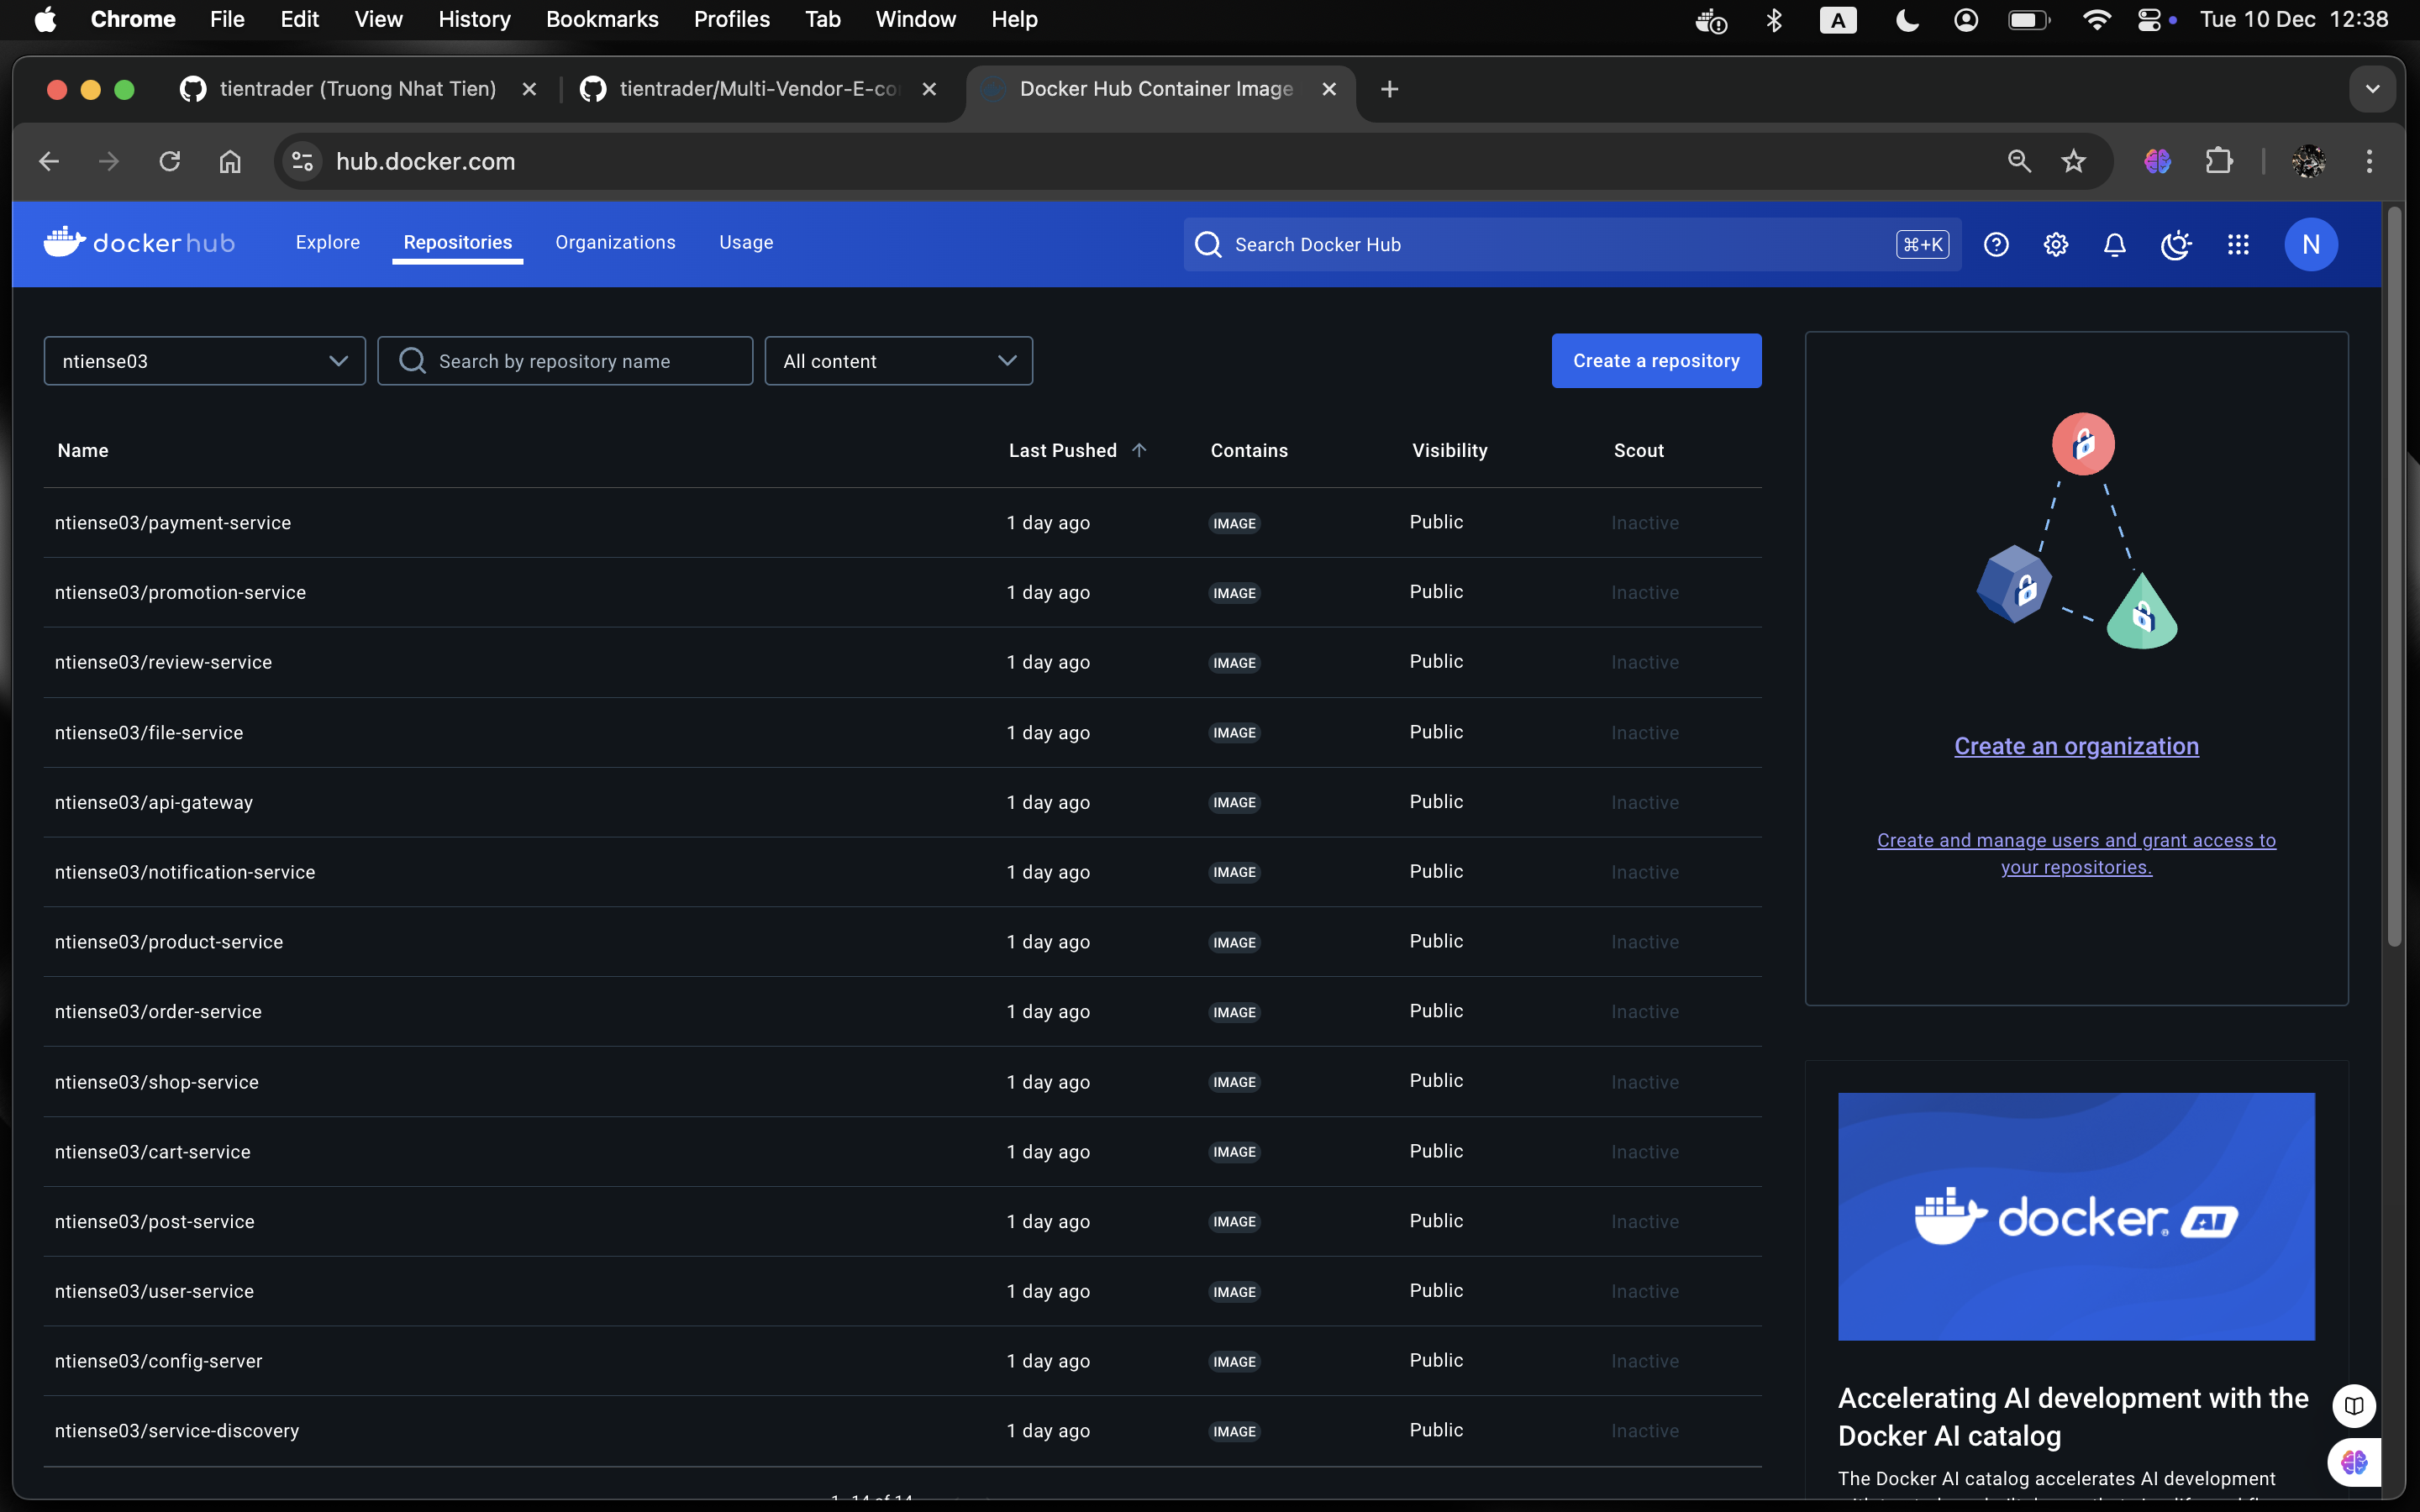 Chrome File Edit View History Bookmarks Profiles Tab Window Help A Tue 10 Dec 12:38
tientrader (Truong Nhat Tien) tientrader/Multi-Vendor-E-co Docker Hub Container Image
hub.docker.com
docker hub Explore Repositories Organizations Usage Search Docker Hub ⌘+K N
ntiense03 Search by repository name All content Create a repository
Name Last Pushed Contains Visibility Scout
ntiense03/payment-service 1 day ago IMAGE Public Inactive
ntiense03/promotion-service 1 day ago IMAGE Public Inactive
ntiense03/review-service 1 day ago IMAGE Public Inactive
ntiense03/file-service 1 day ago IMAGE Public Inactive
ntiense03/api-gateway 1 day ago IMAGE Public Inactive
ntiense03/notification-service 1 day ago IMAGE Public Inactive
ntiense03/product-service 1 day ago IMAGE Public Inactive
ntiense03/order-service 1 day ago IMAGE Public Inactive
ntiense03/shop-service 1 day ago IMAGE Public Inactive
ntiense03/cart-service 1 day ago IMAGE Public Inactive
ntiense03/post-service 1 day ago IMAGE Public Inactive
ntiense03/user-service 1 day ago IMAGE Public Inactive
ntiense03/config-server 1 day ago IMAGE Public Inactive
ntiense03/service-discovery 1 day ago IMAGE Public Inactive
1–14 of 14
Create an organization
Create and manage users and grant access to
your repositories.
docker AI
Accelerating AI development with the
Docker AI catalog
The Docker AI catalog accelerates AI development